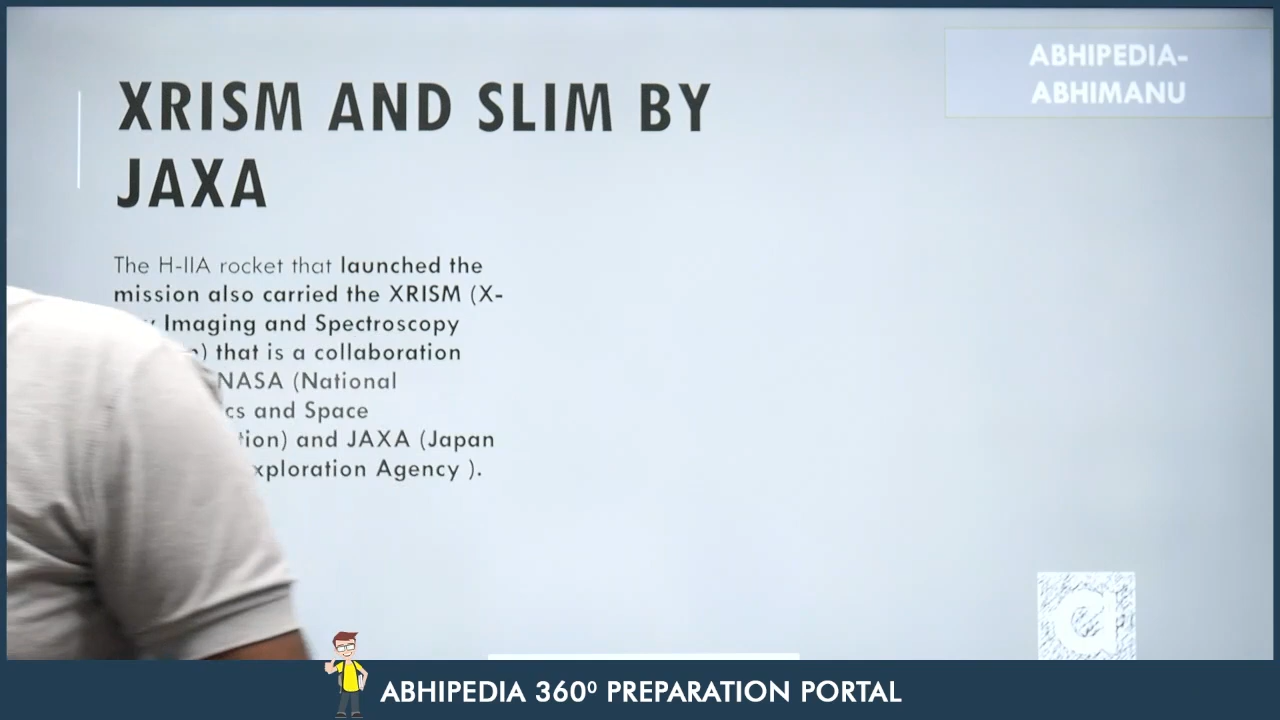 XRISM AND SLIM BY
JAXA
ABHIPEDIA-
ABHIMANU
The H-IIA rocket that launched the
mission also carried the XRISM (X-
Imaging and Spectroscopy
) that is a collaboration
NASA (National
cs and Space
tion) and JAXA (Japan
xploration Agency ).
ABHIPEDIA 360º PREPARATION PORTAL